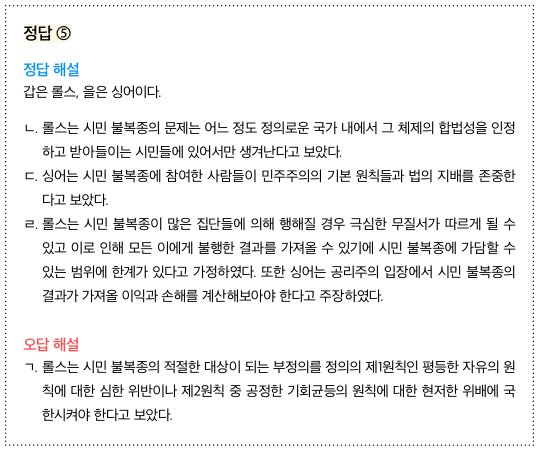 정답 ⑤
정답 해설
갑은 롤스, 을은 싱어이다.
ㄴ. 롤스는 시민 불복종의 문제는 어느 정도 정의로운 국가 내에서 그 체제의 합법성을 인정
하고 받아들이는 시민들에 있어서만 생겨난다고 보았다.
ㄷ. 싱어는 시민 불복종에 참여한 사람들이 민주주의의 기본 원칙들과 법의 지배를 존중한
다고 보았다.
ㄹ. 롤스는 시민 불복종이 많은 집단들에 의해 행해질 경우 극심한 무질서가 따르게 될 수
있고 이로 인해 모든 이에게 불행한 결과를 가져올 수 있기에 시민 불복종에 가담할 수
있는 범위에 한계가 있다고 가정하였다. 또한 싱어는 공리주의 입장에서 시민 불복종의
결과가 가져올 이익과 손해를 계산해보아야 한다고 주장하였다.
오답 해설
ㄱ. 롤스는 시민 불복종의 적절한 대상이 되는 부정의를 정의의 제1원칙인 평등한 자유의 원
칙에 대한 심한 위반이나 제2원칙 중 공정한 기회균등의 원칙에 대한 현저한 위배에 국
한시켜야 한다고 보았다.